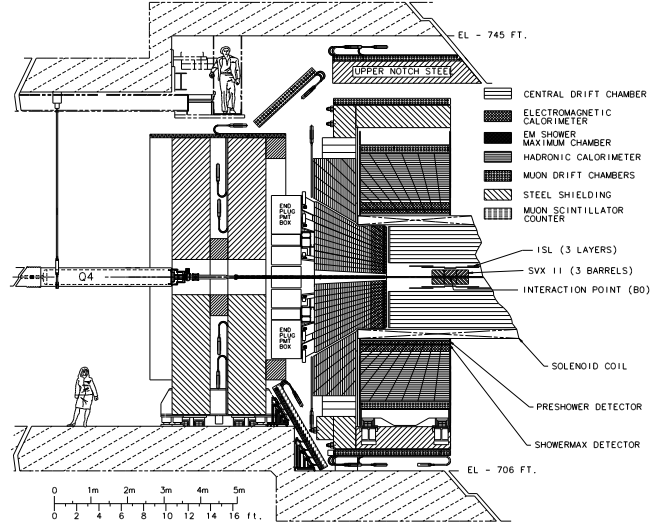 EL - 745 FT.
UPPER NOTCH STEEL
CENTRAL DRIFT CHAMBER
ELECTROMAGNETIC
CALORIMETER
EM SHOWER
MAXIMUM CHAMBER
HADRONIC CALORIMETER
MUON DRIFT CHAMBERS
STEEL SHIELDING
MUON SCINTILLATOR
COUNTER
END
PLUG
PMT
BOX
ISL (3 LAYERS)
Q4
SVX II (3 BARRELS)
INTERACTION POINT (B0)
END
PLUG
PMT
BOX
SOLENOID COIL
PRESHOWER DETECTOR
SHOWERMAX DETECTOR
EL - 706 FT.
0 1m 2m 3m 4m 5m
0 2 4 6 8 10 12 14 16 ft.